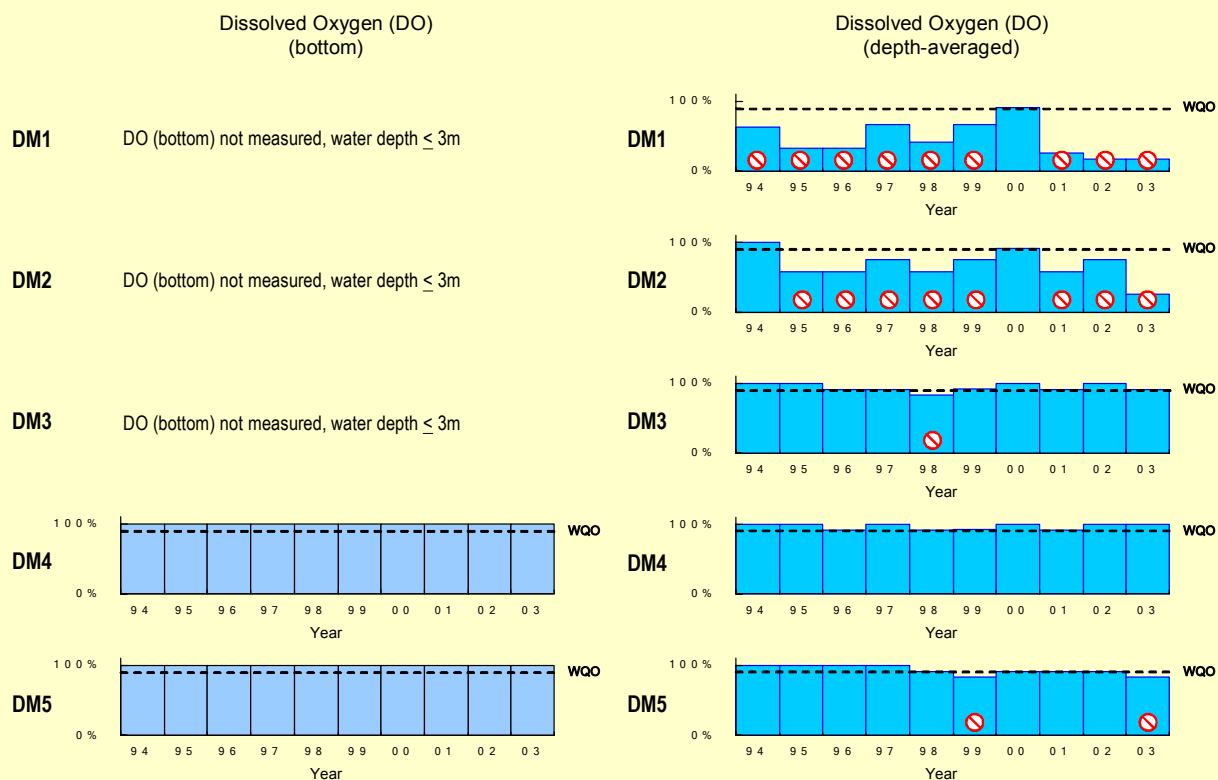 Dissolved Oxygen (DO)
(bottom)
Dissolved Oxygen (DO)
(depth-averaged)
DM1
DO (bottom) not measured, water depth ≤ 3m
DM1
100%
0%
WQO
94 95 96 97 98 99 00 01 02 03
Year
DM2
DO (bottom) not measured, water depth ≤ 3m
DM2
100%
0%
WQO
94 95 96 97 98 99 00 01 02 03
Year
DM3
DO (bottom) not measured, water depth ≤ 3m
DM3
100%
0%
WQO
94 95 96 97 98 99 00 01 02 03
Year
DM4
100%
0%
WQO
94 95 96 97 98 99 00 01 02 03
Year
DM4
100%
0%
WQO
94 95 96 97 98 99 00 01 02 03
Year
DM5
100%
0%
WQO
94 95 96 97 98 99 00 01 02 03
Year
DM5
100%
0%
WQO
94 95 96 97 98 99 00 01 02 03
Year